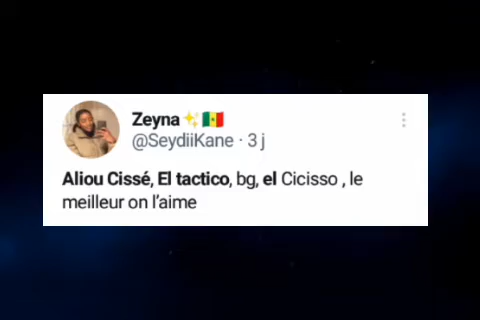 Zeyna✨🇸🇳
@SeydiiKane · 3 j
Aliou Cissé, El tactico, bg, el Cicisso , le
meilleur on l'aime